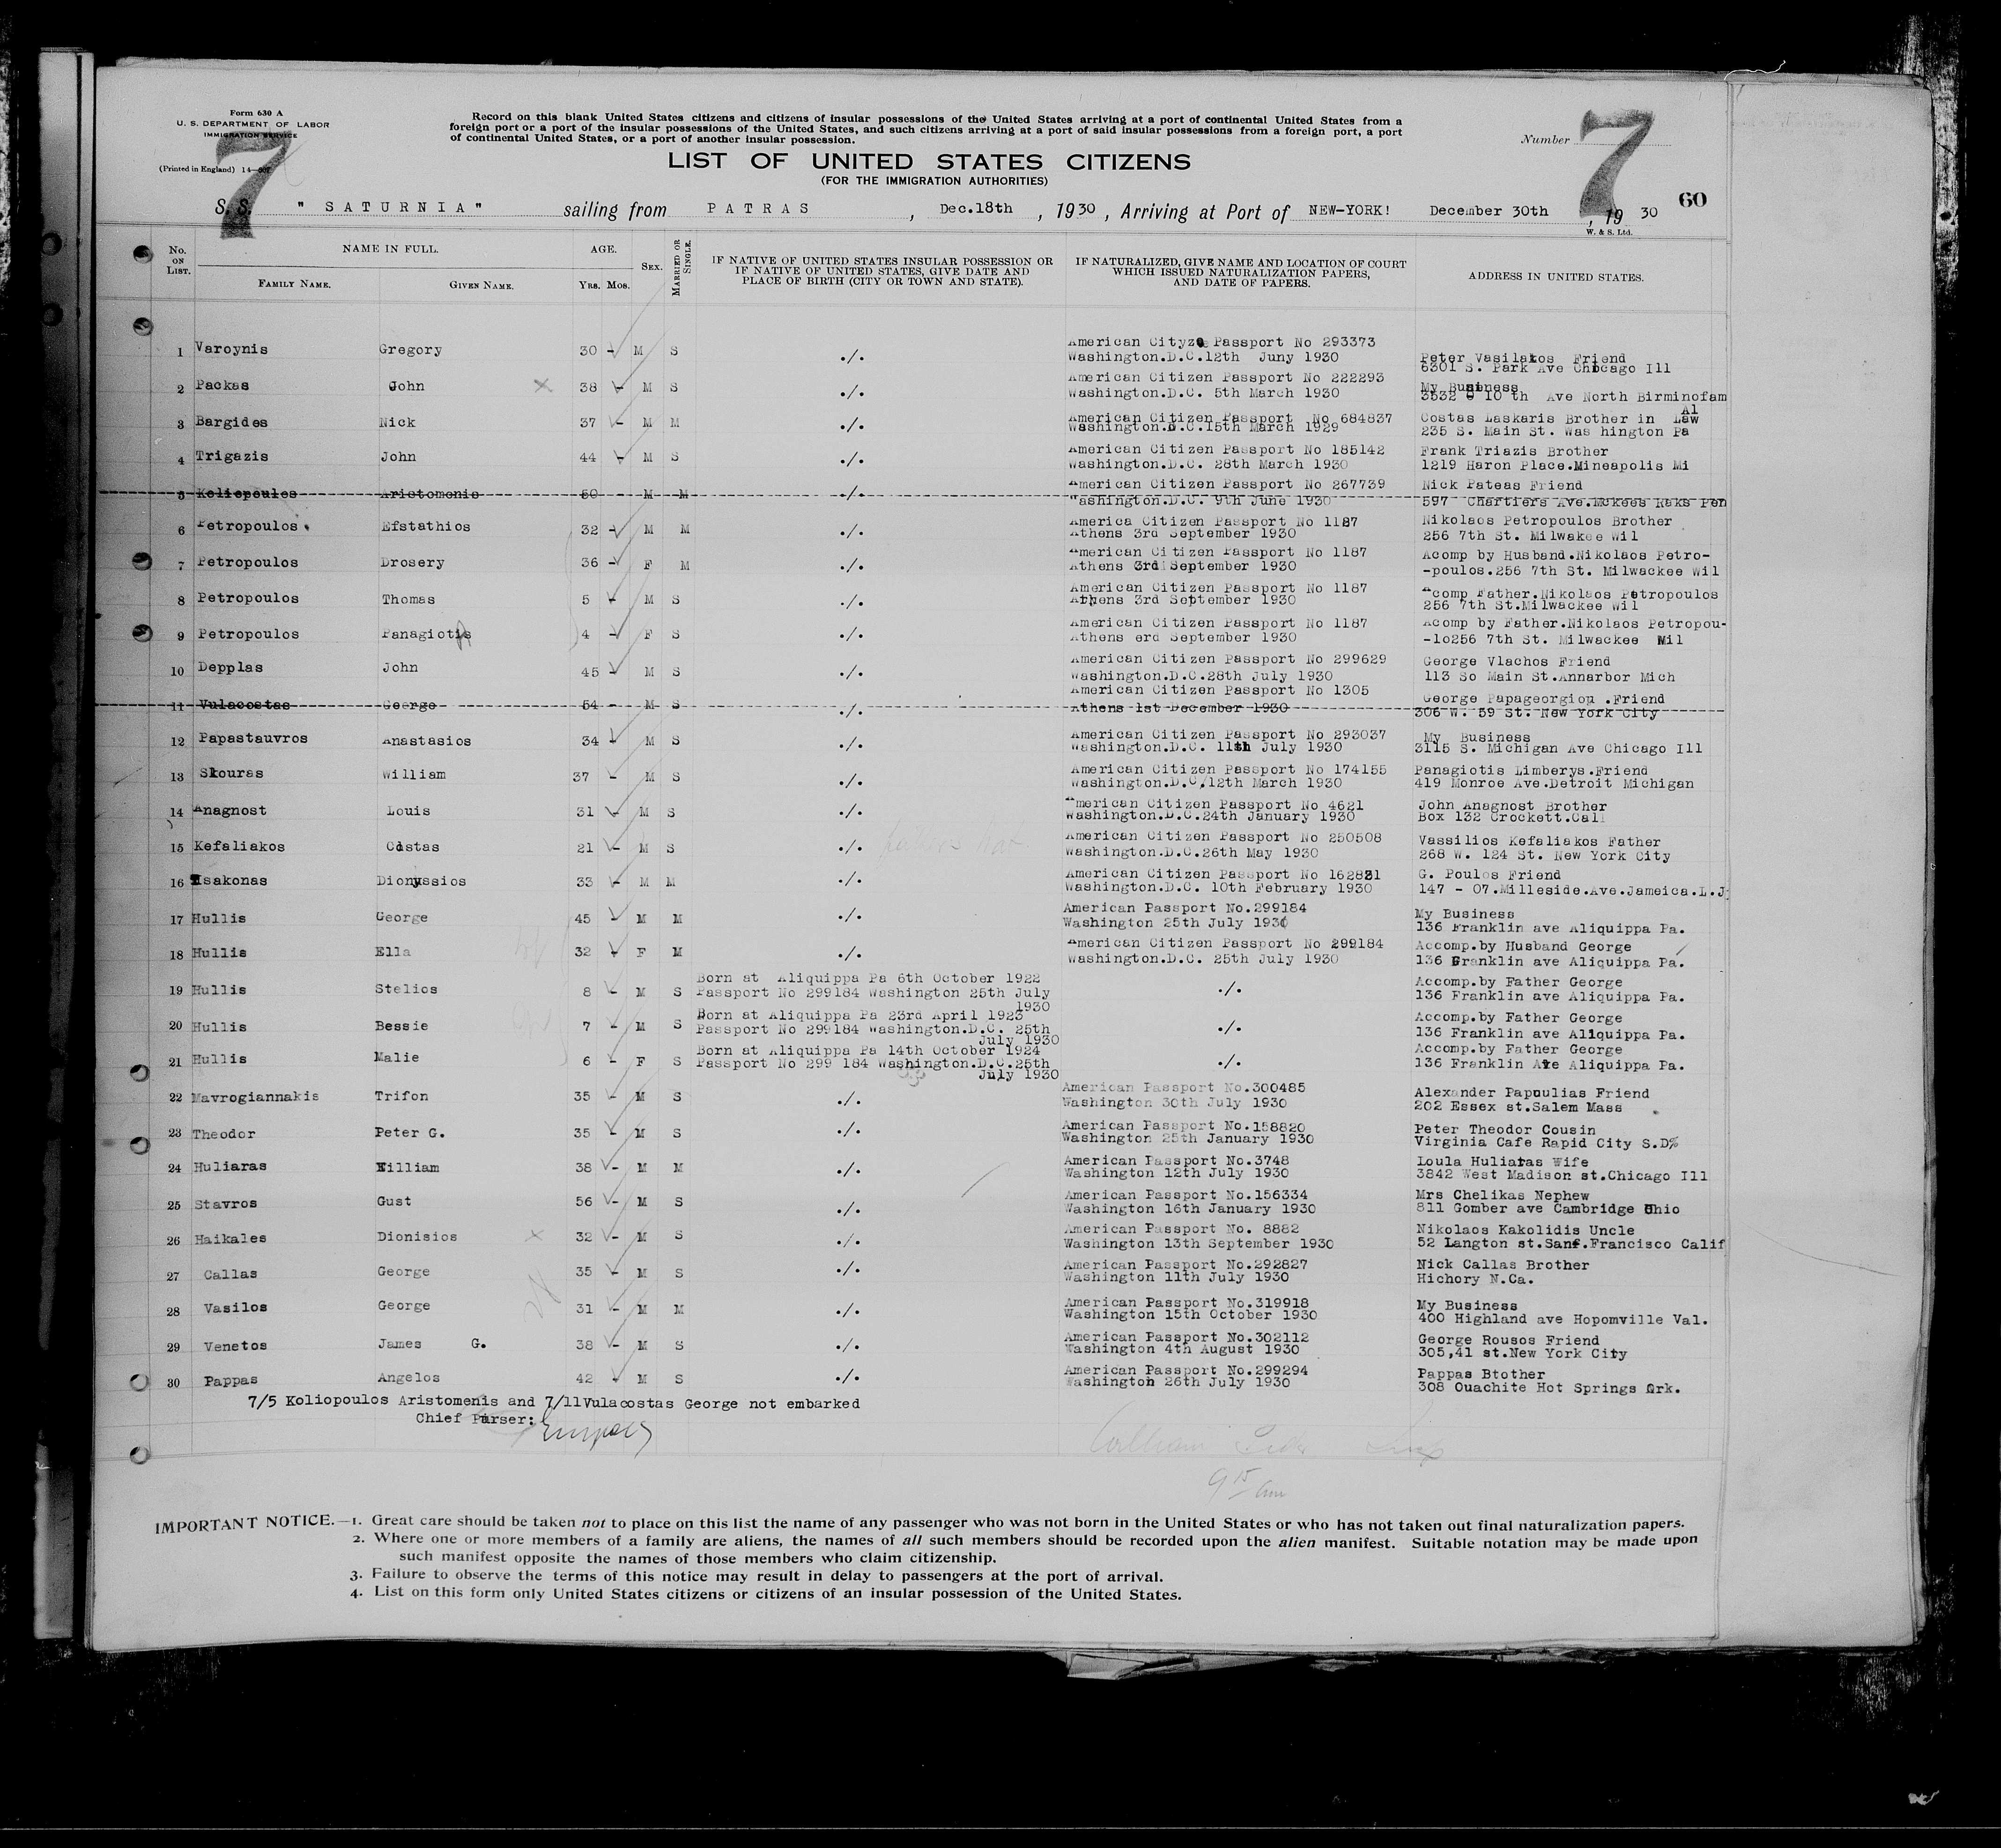 Form 630 A
U. S. DEPARTMENT OF LABOR
IMMIGRATION SERVICE
(Printed in England) 14—
7
Record on this blank United States citizens and citizens of insular possessions of the United States arriving at a port of continental United States from a
foreign port or a port of the insular possessions of the United States, and such citizens arriving at a port of said insular possessions from a foreign port, a port
of continental United States, or a port of another insular possession.
Number 7
LIST OF UNITED STATES CITIZENS
(FOR THE IMMIGRATION AUTHORITIES)
60
S. S. " SATURNIA" sailing from PATRAS , Dec.18th , 1930 , Arriving at Port of NEW-YORK! December 30th , 19 30
W. & S. Ltd.
No. ON LIST. NAME IN FULL. FAMILY NAME. GIVEN NAME. AGE. YRS. MOS. SEX. MARRIED OR SINGLE. IF NATIVE OF UNITED STATES INSULAR POSSESSION OR IF NATIVE OF UNITED STATES, GIVE DATE AND PLACE OF BIRTH (CITY OR TOWN AND STATE). IF NATURALIZED, GIVE NAME AND LOCATION OF COURT WHICH ISSUED NATURALIZATION PAPERS, AND DATE OF PAPERS. ADDRESS IN UNITED STATES.
1 Varoynis Gregory 30 - M S ./. American Cityze Passport No 293373
Washington.D.C.12th Juny 1930 Peter Vasilakos Friend
6301 S. Park Ave Chicago Ill
2 Packas John x 38 - M S ./. American Citizen Passport No 222293
Washington.D.C. 5th March 1930 My Business
3532 10 th Ave North Birminofam
Al
3 Bargides Nick 37 - M M ./. American Citizen Passport No 684837
Washington.D.C.15th March 1929 Costas Laskaris Brother in Law
235 S. Main St. Was hington Pa
4 Trigazis John 44 - M S ./. American Citizen Passport No 185142
Washington.D.C. 28th March 1930 Frank Triazis Brother
1219 Haron Place.Mineapolis Mi
5 Koliopoulos Aristomenis 50 - M M ./. American Citizen Passport No 267739
Washington.D.C. 9th June 1930 Nick Pateas Friend
597 Chartiers Ave.Mckees Raks Pen
6 Petropoulos Efstathios 32 - M M ./. America Citizen Passport No 1187
Athens 3rd September 1930 Nikolaos Petropoulos Brother
256 7th St. Milwakee Wil
7 Petropoulos Drosery 36 - F M ./. American Citizen Passport No 1187
Athens 3rd September 1930 Acomp by Husband.Nikolaos Petro-
-poulos.256 7th St. Milwackee Wil
8 Petropoulos Thomas 5 - M S ./. American Citizen Passport No 1187
Athens 3rd September 1930 Acomp Father.Nikolaos Petropoulos
256 7th St.Milwackee Wil
9 Petropoulos Panagiotis 4 - F S ./. American Citizen Passport No 1187
Athens erd September 1930 Acomp by Father.Nikolaos Petropou-
-lo256 7th St. Milwackee Wil
10 Depplas John 45 M S ./. American Citizen Passport No 299629
Washington.D.C.28th July 1930 George Vlachos Friend
113 So Main St.Annarbor Mich
11 Vulacostas George 54 - M S ./. American Citizen Passport No 1305
Athens 1st December 1930 George Papageorgiou .Friend
306 W. 59 St. New York City
12 Papastauvros Anastasios 34 - M S ./. American Citizen Passport No 293037
Washington.D.C. 11th July 1930 My Business
3115 S. Michigan Ave Chicago Ill
13 Skouras William 37 - M S ./. American Citizen Passport No 174155
Washington.D.C,12th March 1930 Panagiotis Limberys.Friend
419 Monroe Ave.Detroit Michigan
14 Anagnost Louis 31 - M S ./. American Citizen Passport No 4621
Washington.D.C.24th January 1930 John Anagnost Brother
Box 132 Crockett.Cal
15 Kefaliakos Costas 21 - M S ./. American Citizen Passport No 250508
Washington.D.C.26th May 1930 Vassilios Kefaliakos Father
268 W. 124 St. New York City
16 Tsakonas Dionyssios 33 - M M ./. American Citizen Passport No 162821
Washington.D.C. 10th February 1930 G. Poulos Friend
147 - 07.Milleside.Ave.Jameica.L.J
17 Hullis George 45 - M M ./. American Passport No.299184
Washington 25th July 1930 My Business
136 Franklin ave Aliquippa Pa.
18 Hullis Ella 32 - F M ./. American Citizen Passport No 299184
Washington.D.C. 25th July 1930 Accomp.by Husband George
136 Franklin ave Aliquippa Pa.
19 Hullis Stelios 8 - M S Born at Aliquippa Pa 6th October 1922
Passport No 299184 Washington 25th July
1930 ./. Accomp.by Father George
136 Franklin ave Aliquippa Pa.
20 Hullis Bessie 7 - M S Born at Aliquippa Pa 23rd April 1923
Passport No 299184 Washington.D.C. 25th
July 1930 ./. Accomp.by Father George
136 Franklin ave Aliquippa Pa.
21 Hullis Malie 6 - F S Born at Aliquippa Pa 14th October 1924
Passport No 299 184 Washington.D.C.25th
July 1930 ./. Accomp.by Father George
136 Franklin Ave Aliquippa Pa.
22 Mavrogiannakis Trifon 35 - M S ./. American Passport No.300485
Washington 30th July 1930 Alexander Papoulias Friend
202 Essex st.Salem Mass
23 Theodor Peter G. 35 - M S ./. American Passport No.158820
Washington 25th January 1930 Peter Theodor Cousin
Virginia Cafe Rapid City S.D%
24 Huliaras William 38 - M M ./. American Passport No.3748
Washington 12th July 1930 Loula Huliaras Wife
3842 West Madison st.Chicago Ill
25 Stavros Gust 56 - M S ./. American Passport No.156334
Washington 16th January 1930 Mrs Chelikas Nephew
811 Gomber ave Cambridge Ohio
26 Haikales Dionisios x 32 - M S ./. American Passport No. 8882
Washington 13th September 1930 Nikolaos Kakolidis Uncle
52 Langton st.Sanf.Francisco Calif
27 Callas George 35 - M S ./. American Passport No.292827
Washington 11th July 1930 Nick Callas Brother
Hichory N.Ca.
28 Vasilos George 31 - M M ./. American Passport No.319918
Washington 15th October 1930 My Business
400 Highland ave Hopomville Val.
29 Venetos James G. 38 - M S ./. American Passport No.302112
Washington 4th August 1930 George Rousos Friend
305,41 st.New York City
30 Pappas Angelos 42 - M S ./. American Passport No.299294
Washington 26th July 1930 Pappas Btother
308 Ouachite Hot Springs Ark.
7/5 Koliopoulos Aristomenis and 7/11Vulacostas George not embarked
Chief Purser:
9 15 am
IMPORTANT NOTICE.—1. Great care should be taken not to place on this list the name of any passenger who was not born in the United States or who has not taken out final naturalization papers.
2. Where one or more members of a family are aliens, the names of all such members should be recorded upon the alien manifest. Suitable notation may be made upon
such manifest opposite the names of those members who claim citizenship.
3. Failure to observe the terms of this notice may result in delay to passengers at the port of arrival.
4. List on this form only United States citizens or citizens of an insular possession of the United States.